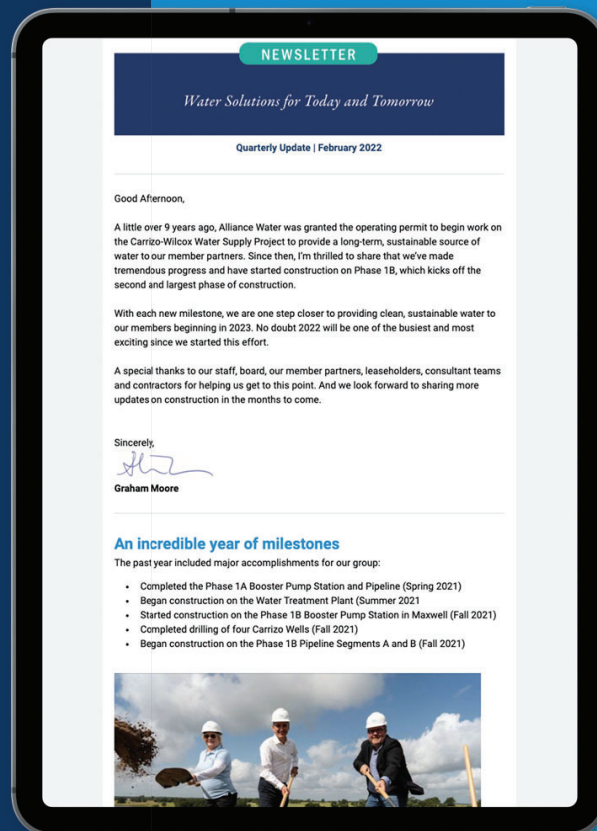 NEWSLETTER
Water Solutions for Today and Tomorrow
Quarterly Update | February 2022
Good Afternoon,
A little over 9 years ago, Alliance Water was granted the operating permit to begin work on
the Carrizo-Wilcox Water Supply Project to provide a long-term, sustainable source of
water to our member partners. Since then, I'm thrilled to share that we've made
tremendous progress and have started construction on Phase 1B, which kicks off the
second and largest phase of construction.
With each new milestone, we are one step closer to providing clean, sustainable water to
our members beginning in 2023. No doubt 2022 will be one of the busiest and most
exciting since we started this effort.
A special thanks to our staff, board, our member partners, leaseholders, consultant teams
and contractors for helping us get to this point. And we look forward to sharing more
updates on construction in the months to come.
Sincerely,
Graham Moore
An incredible year of milestones
The past year included major accomplishments for our group:
• Completed the Phase 1A Booster Pump Station and Pipeline (Spring 2021)
• Began construction on the Water Treatment Plant (Summer 2021
• Started construction on the Phase 1B Booster Pump Station in Maxwell (Fall 2021)
• Completed drilling of four Carrizo Wells (Fall 2021)
• Began construction on the Phase 1B Pipeline Segments A and B (Fall 2021)